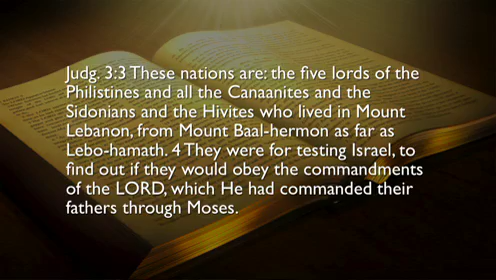 Judg. 3:3 These nations are: the five lords of the
Philistines and all the Canaanites and the
Sidonians and the Hivites who lived in Mount
Lebanon, from Mount Baal-hermon as far as
Lebo-hamath. 4 They were for testing Israel, to
find out if they would obey the commandments
of the LORD, which He had commanded their
fathers through Moses.